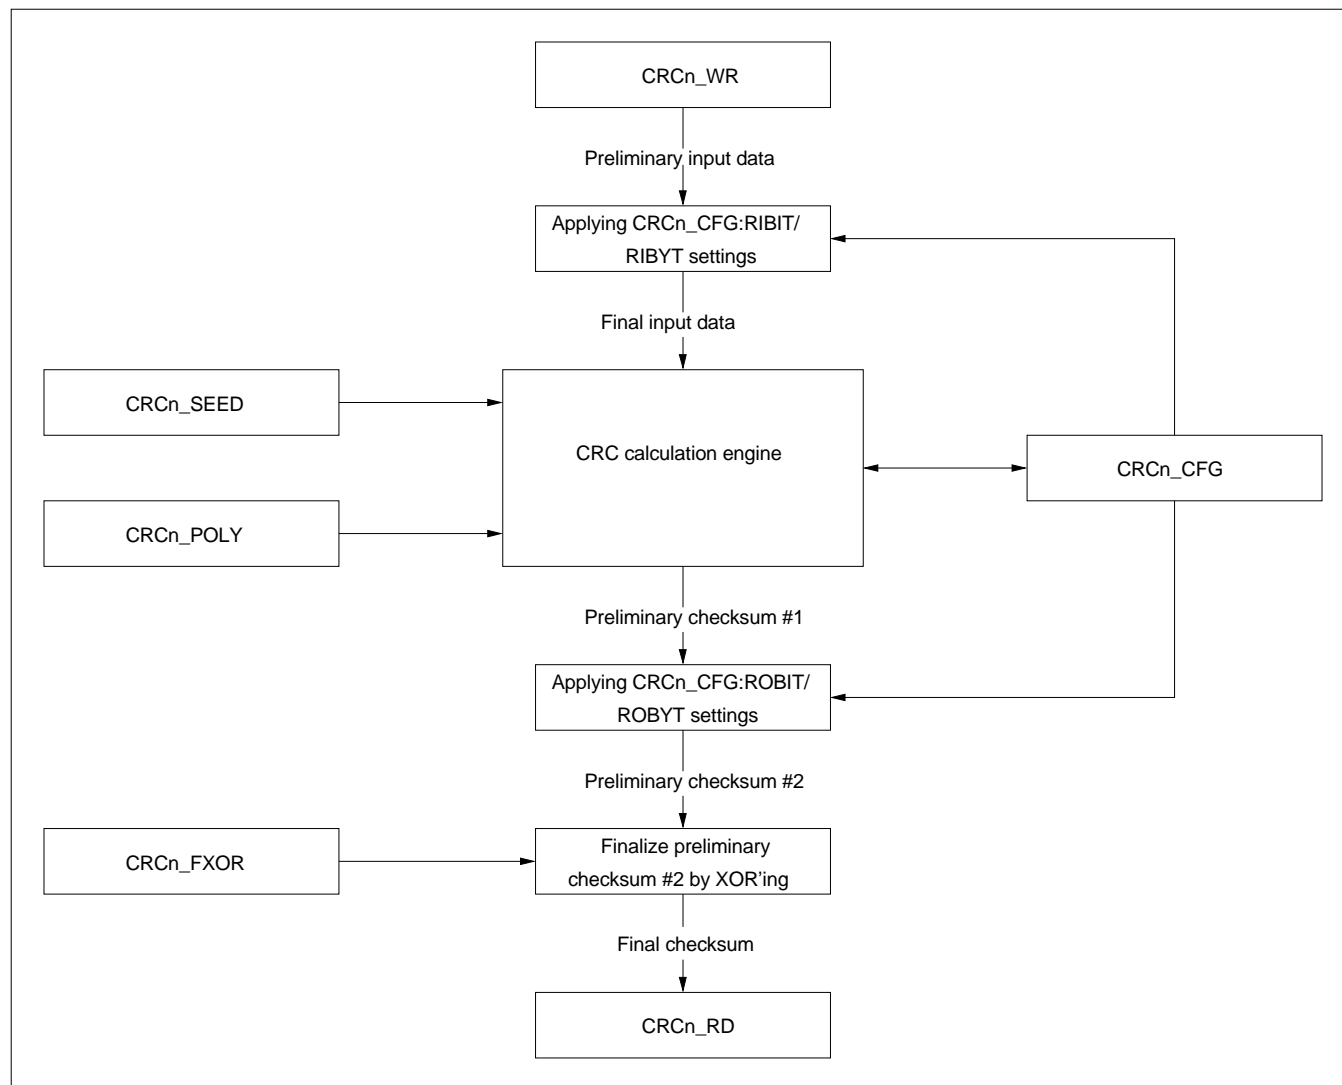 CRCn_WR
Preliminary input data
Applying CRCn_CFG:RIBIT/
RIBYT settings
Final input data
CRCn_SEED
CRC calculation engine
CRCn_CFG
CRCn_POLY
Preliminary checksum #1
Applying CRCn_CFG:ROBIT/
ROBYT settings
Preliminary checksum #2
CRCn_FXOR
Finalize preliminary
checksum #2 by XOR’ing
Final checksum
CRCn_RD